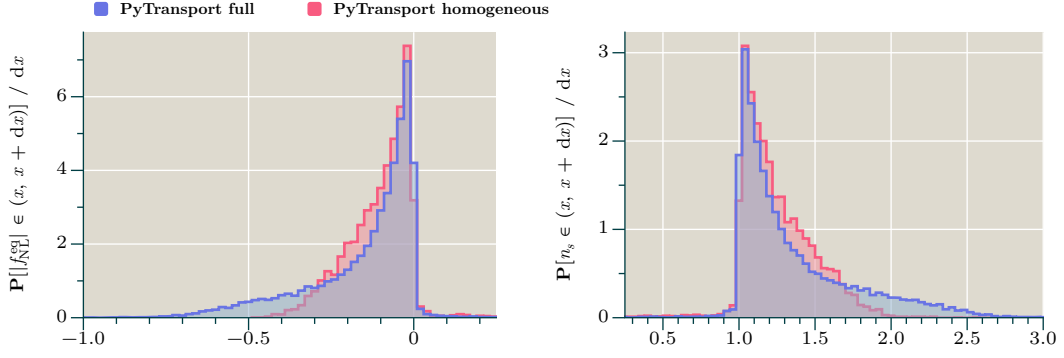 PyTransport full PyTransport homogeneous
P[|f_NL^eq| ∈ (x, x + dx)] / dx
6
4
2
0
−1.0 −0.5 0
P[n_s ∈ (x, x + dx)] / dx
3
2
1
0
0.5 1.0 1.5 2.0 2.5 3.0